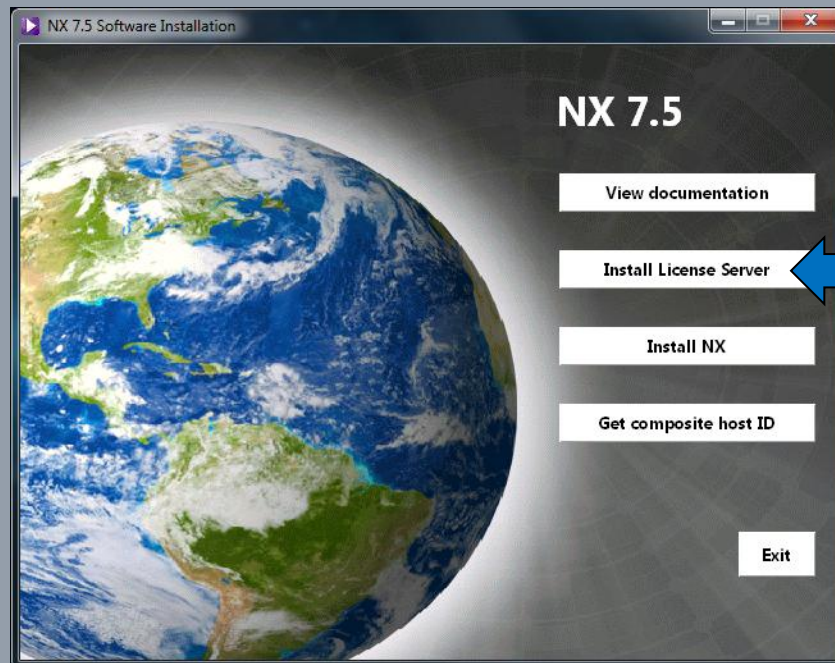 NX 7.5 Software Installation
NX 7.5
View documentation
Install License Server
Install NX
Get composite host ID
Exit